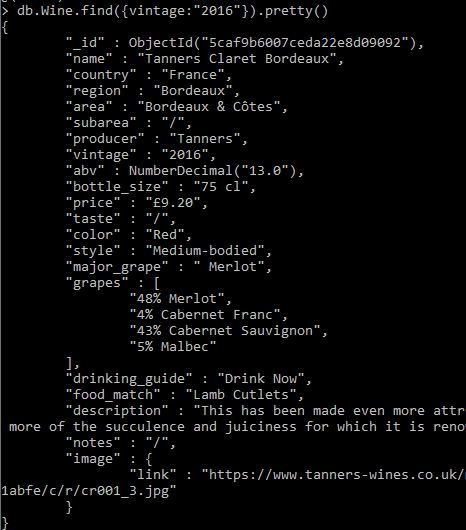 > db.Wine.find({vintage:"2016"}).pretty()
{
"_id" : ObjectId("5caf9b6007ceda22e8d09092"),
"name" : "Tanners Claret Bordeaux",
"country" : "France",
"region" : "Bordeaux",
"area" : "Bordeaux & Côtes",
"subarea" : "/",
"producer" : "Tanners",
"vintage" : "2016",
"abv" : NumberDecimal("13.0"),
"bottle_size" : "75 cl",
"price" : "£9.20",
"taste" : "/",
"color" : "Red",
"style" : "Medium-bodied",
"major_grape" : " Merlot",
"grapes" : [
"48% Merlot",
"4% Cabernet Franc",
"43% Cabernet Sauvignon",
"5% Malbec"
],
"drinking_guide" : "Drink Now",
"food_match" : "Lamb Cutlets",
"description" : "This has been made even more attr
more of the succulence and juiciness for which it is reno
"notes" : "/",
"image" : {
"link" : "https://www.tanners-wines.co.uk/
1abfe/c/r/cr001_3.jpg"
}
}